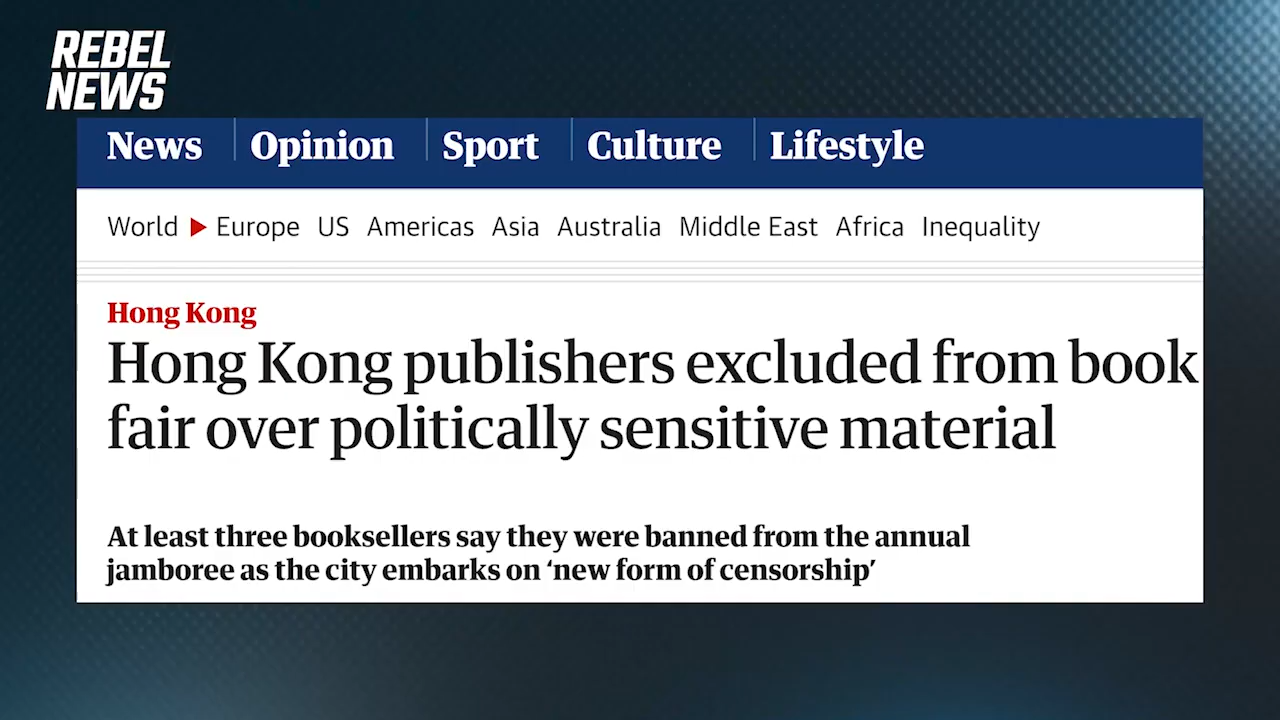 REBEL
NEWS
News Opinion Sport Culture Lifestyle
World Europe US Americas Asia Australia Middle East Africa Inequality
Hong Kong
Hong Kong publishers excluded from book
fair over politically sensitive material
At least three booksellers say they were banned from the annual
jamboree as the city embarks on ‘new form of censorship’